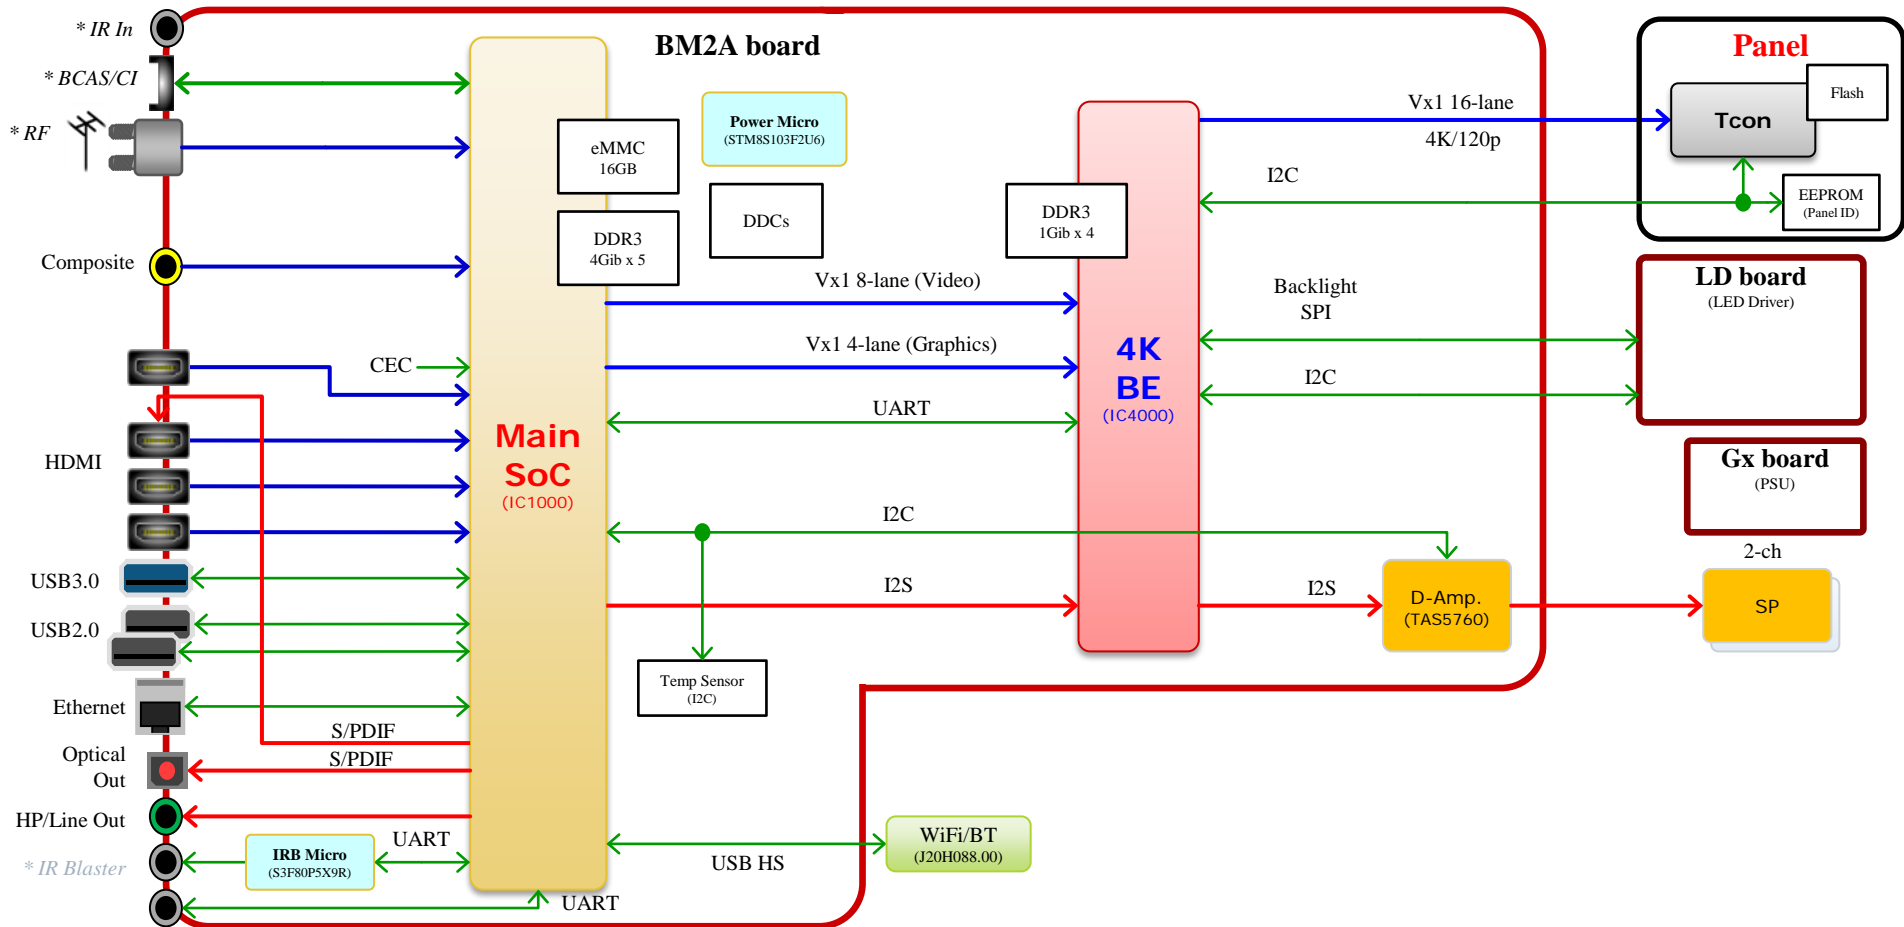 * IR In
* BCAS/CI
* RF
Composite
HDMI
USB3.0
USB2.0
Ethernet
Optical
Out
HP/Line Out
* IR Blaster
BM2A board
CEC
S/PDIF
S/PDIF
UART
IRB Micro
(S3F80P5X9R)
UART
Main
SoC
(IC1000)
eMMC
16GB
DDR3
4Gib x 5
Power Micro
(STM8S103F2U6)
DDCs
Vx1 8-lane (Video)
Vx1 4-lane (Graphics)
UART
I2C
I2S
Temp Sensor
(I2C)
USB HS
WiFi/BT
(J20H088.00)
DDR3
1Gib x 4
4K
BE
(IC4000)
Vx1 16-lane
4K/120p
I2C
Backlight
SPI
I2C
I2S
D-Amp.
(TAS5760)
Panel
Tcon
Flash
EEPROM
(Panel ID)
LD board
(LED Driver)
Gx board
(PSU)
2-ch
SP